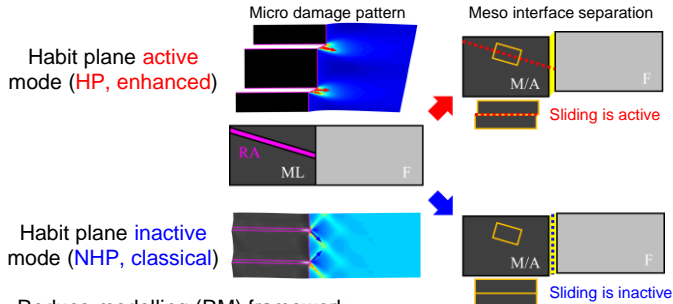 Micro damage pattern
Meso interface separation
Habit plane active
mode (HP, enhanced)
M/A
F
Sliding is active
RA
ML
F
Habit plane inactive
mode (NHP, classical)
M/A
F
Sliding is inactive